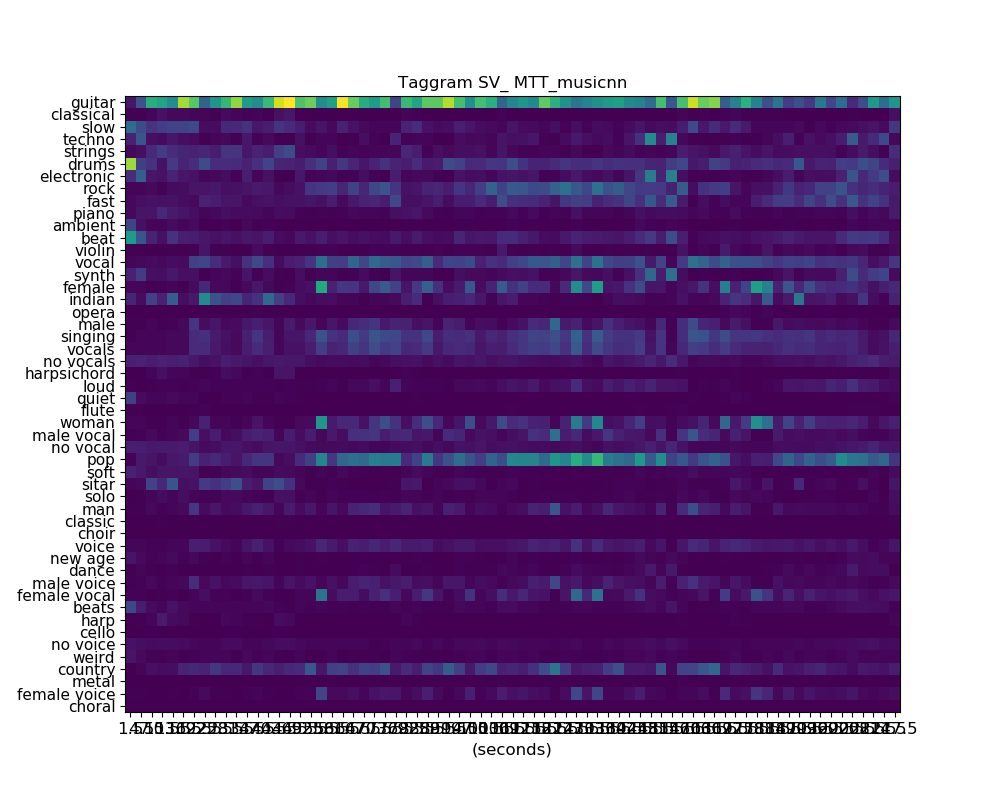 Taggram SV_ MTT_musicnn
guitar
classical
slow
techno
strings
drums
electronic
rock
fast
piano
ambient
beat
violin
vocal
synth
female
indian
opera
male
singing
vocals
no vocals
harpsichord
loud
quiet
flute
woman
male vocal
no vocal
pop
soft
sitar
solo
man
classic
choir
voice
new age
dance
male voice
female vocal
beats
harp
cello
no voice
weird
country
metal
female voice
choral
(seconds)